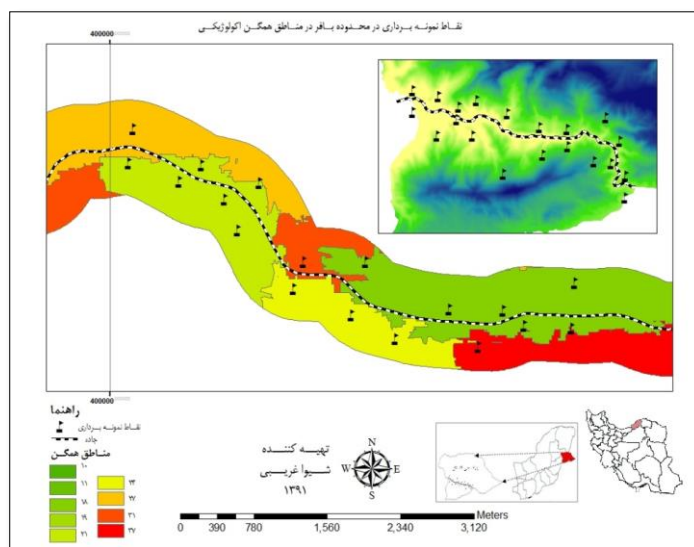 نقاط نمونه برداری در محدوده بافر در مناطق همگن اکولوژیکی
400000
400000
راهنما
نقاط نمونه برداری
جاده
مناطق همگن
۱۰
۱۱
۱۸
۱۹
۲۱
۲۴
۲۷
۳۱
۳۷
تهیه کننده
شیوا غریبی
۱۳۹۱
N
W E
S
Meters
0 390 780 1,560 2,340 3,120